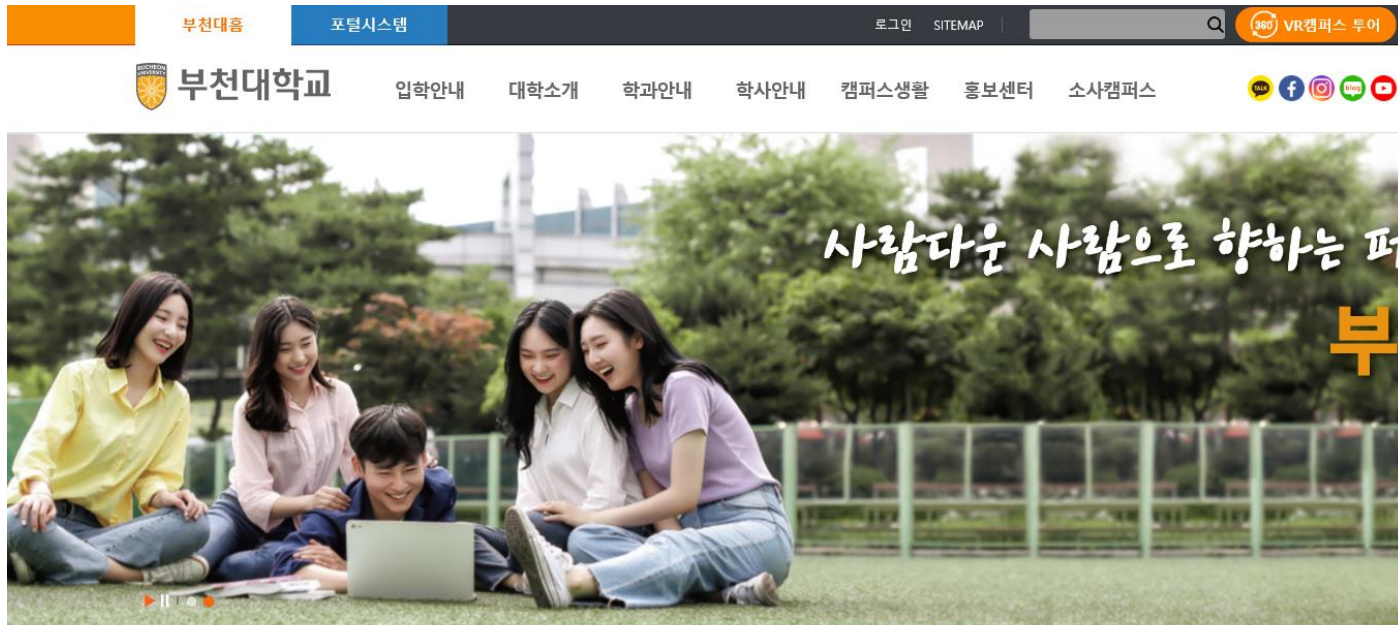 부천대홈 포털시스템 로그인 SITEMAP 360 VR캠퍼스 투어
BUCHEON UNIVERSITY 부천대학교 입학안내 대학소개 학과안내 학사안내 캠퍼스생활 홍보센터 소사캠퍼스 TALK blog
사람다운 사람으로 향하는
부